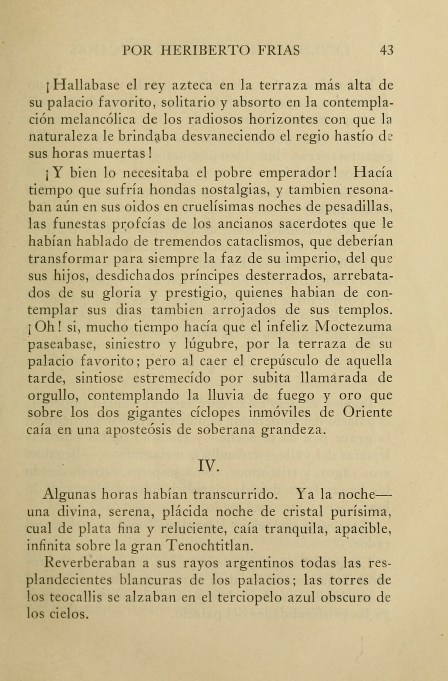 POR HERIBERTO FRIAS 43
¡Hallabase el rey azteca en la terraza más alta de
su palacio favorito, solitario y absorto en la contempla-
ción melancólica de los radiosos horizontes con que la
naturaleza le brindaba desvaneciendo el regio hastío de
sus horas muertas!
¡Y bien lo necesitaba el pobre emperador! Hacía
tiempo que sufría hondas nostalgias, y tambien resona-
ban aún en sus oidos en cruelísimas noches de pesadillas,
las funestas profcías de los ancianos sacerdotes que le
habían hablado de tremendos cataclismos, que deberían
transformar para siempre la faz de su imperio, del que
sus hijos, desdichados príncipes desterrados, arrebata-
dos de su gloria y prestigio, quienes habian de con-
templar sus dias tambien arrojados de sus templos.
¡Oh! si, mucho tiempo hacía que el infeliz Moctezuma
paseabase, siniestro y lúgubre, por la terraza de su
palacio favorito; pero al caer el crepúsculo de aquella
tarde, sintiose estremecído por subita llamarada de
orgullo, contemplando la lluvia de fuego y oro que
sobre los dos gigantes cíclopes inmóviles de Oriente
caía en una aposteósis de soberana grandeza.
IV.
Algunas horas habían transcurrido. Ya la noche—
una divina, serena, plácida noche de cristal purísima,
cual de plata fina y reluciente, caía tranquila, apacible,
infinita sobre la gran Tenochtitlan.
Reverberaban a sus rayos argentinos todas las res-
plandecientes blancuras de los palacios; las torres de
los teocallis se alzaban en el terciopelo azul obscuro de
los cielos.